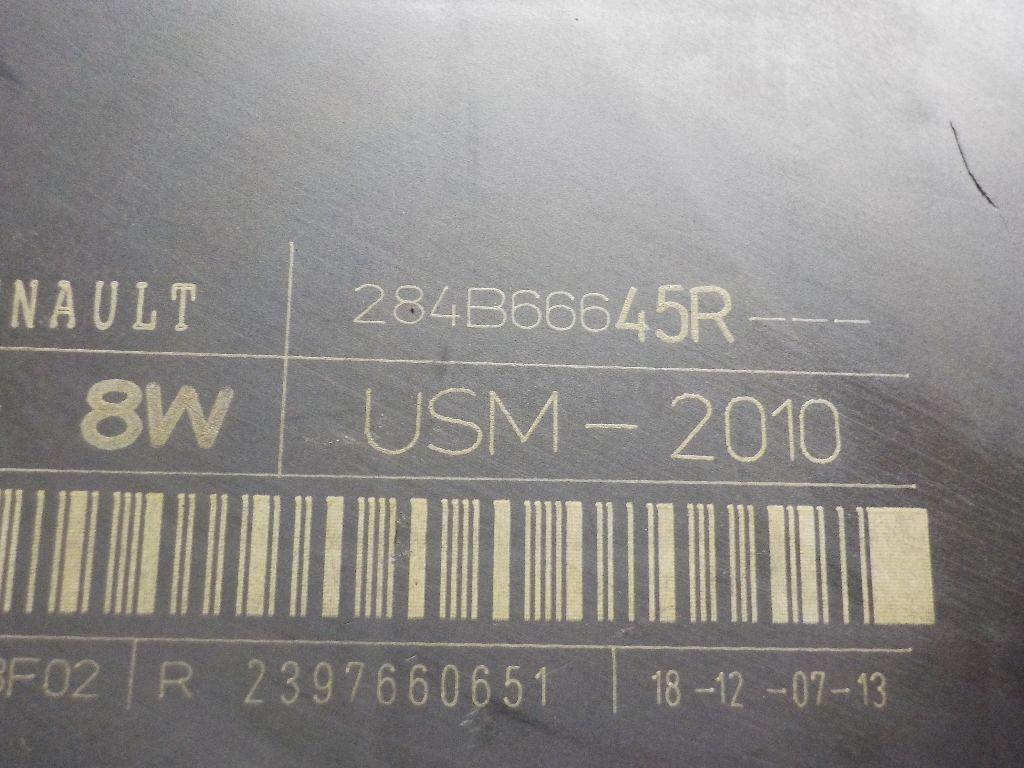 NAULT 284B66645R---
8W USM-2010
3F02 R 2397660651 18-12-07-13